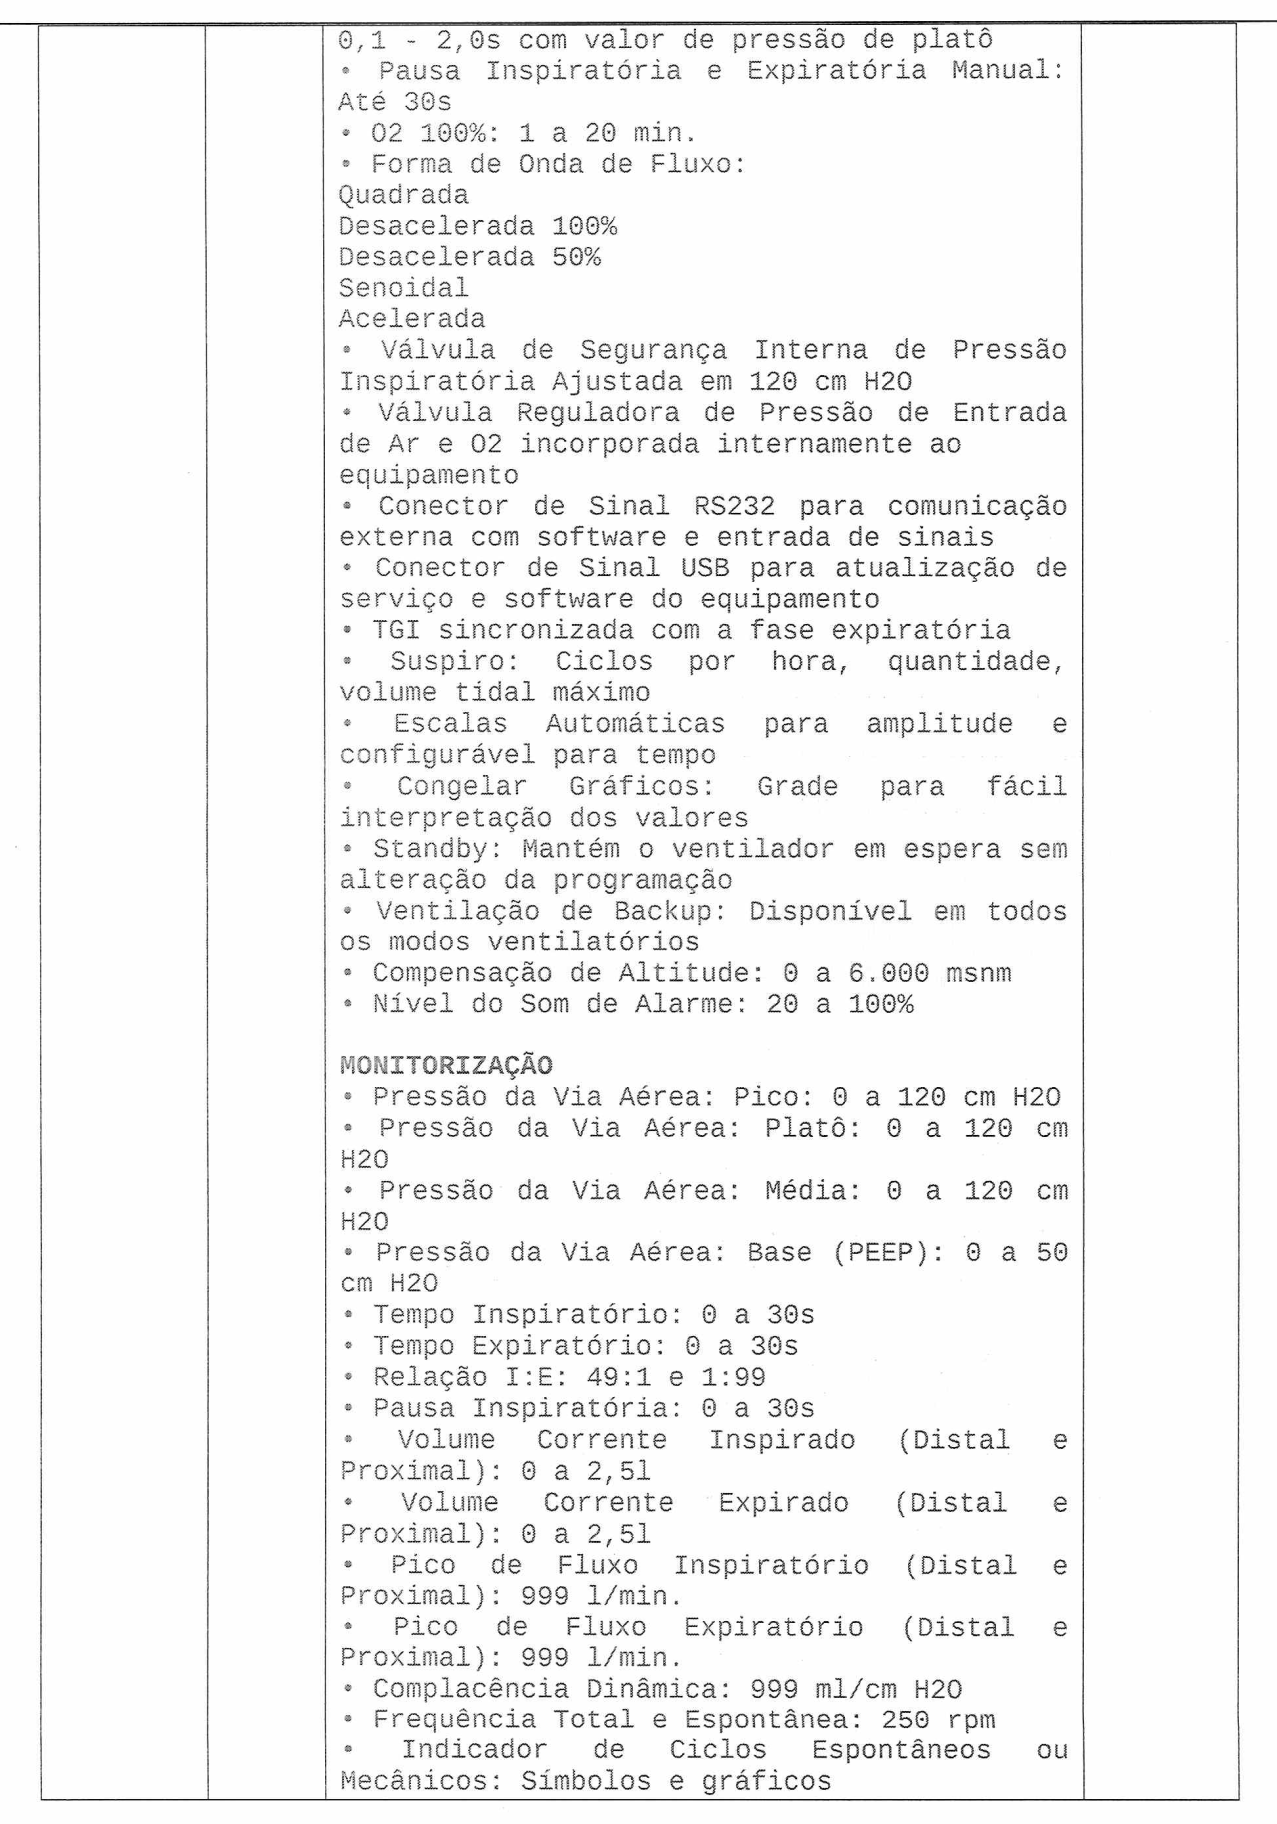 0,1 - 2,0s com valor de pressão de platô
• Pausa Inspiratória e Expiratória Manual:
Até 30s
• O2 100%: 1 a 20 min.
• Forma de Onda de Fluxo:
Quadrada
Desacelerada 100%
Desacelerada 50%
Senoidal
Acelerada
• Válvula de Segurança Interna de Pressão
Inspiratória Ajustada em 120 cm H2O
• Válvula Reguladora de Pressão de Entrada
de Ar e O2 incorporada internamente ao
equipamento
• Conector de Sinal RS232 para comunicação
externa com software e entrada de sinais
• Conector de Sinal USB para atualização de
serviço e software do equipamento
• TGI sincronizada com a fase expiratória
• Suspiro: Ciclos por hora, quantidade,
volume tidal máximo
• Escalas Automáticas para amplitude e
configurável para tempo
• Congelar Gráficos: Grade para fácil
interpretação dos valores
• Standby: Mantém o ventilador em espera sem
alteração da programação
• Ventilação de Backup: Disponível em todos
os modos ventilatórios
• Compensação de Altitude: 0 a 6.000 msnm
• Nível do Som de Alarme: 20 a 100%
MONITORIZAÇÃO
• Pressão da Via Aérea: Pico: 0 a 120 cm H2O
• Pressão da Via Aérea: Platô: 0 a 120 cm
H2O
• Pressão da Via Aérea: Média: 0 a 120 cm
H2O
• Pressão da Via Aérea: Base (PEEP): 0 a 50
cm H2O
• Tempo Inspiratório: 0 a 30s
• Tempo Expiratório: 0 a 30s
• Relação I:E: 49:1 e 1:99
• Pausa Inspiratória: 0 a 30s
• Volume Corrente Inspirado (Distal e
Proximal): 0 a 2,5l
• Volume Corrente Expirado (Distal e
Proximal): 0 a 2,5l
• Pico de Fluxo Inspiratório (Distal e
Proximal): 999 l/min.
• Pico de Fluxo Expiratório (Distal e
Proximal): 999 l/min.
• Complacência Dinâmica: 999 ml/cm H2O
• Frequência Total e Espontânea: 250 rpm
• Indicador de Ciclos Espontâneos ou
Mecânicos: Símbolos e gráficos